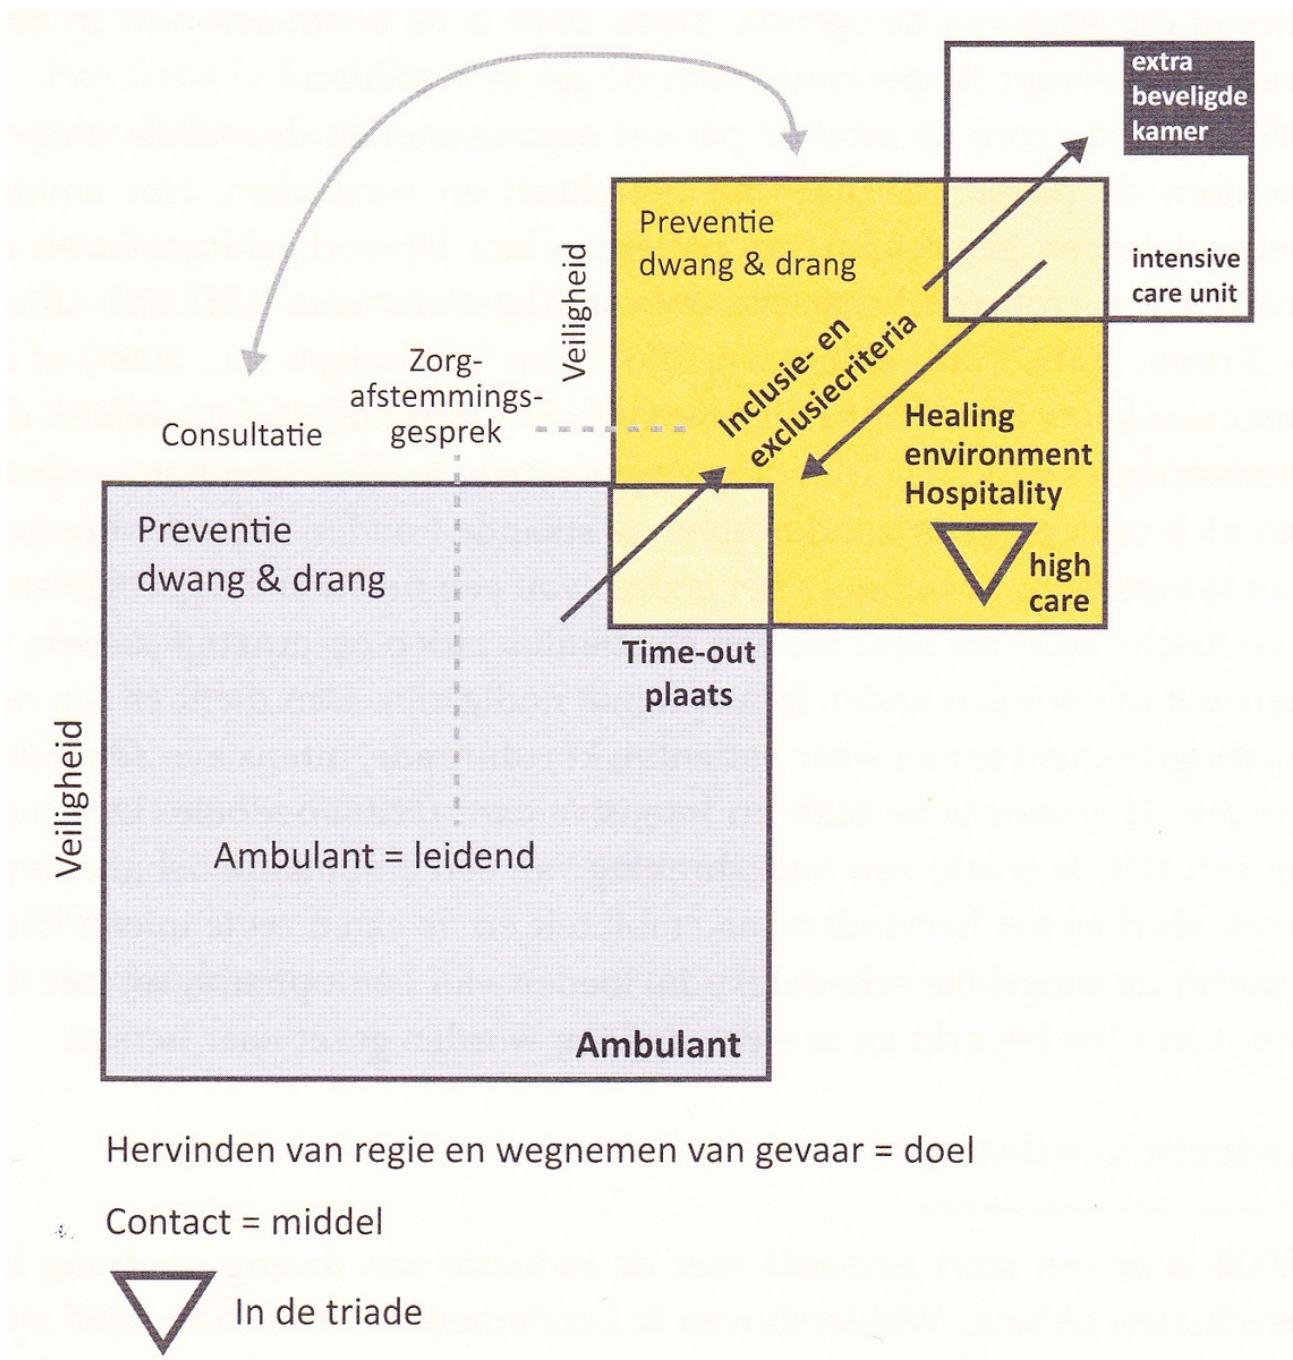 extra
beveligde
kamer
intensive
care unit
Preventie
dwang & drang
Veiligheid
Inclusie- en
exclusiecriteria
Healing
environment
Hospitality
high
care
Zorg-
afstemmings-
gesprek
Consultatie
Preventie
dwang & drang
Time-out
plaats
Veiligheid
Ambulant = leidend
Ambulant
Hervinden van regie en wegnemen van gevaar = doel
Contact = middel
In de triade